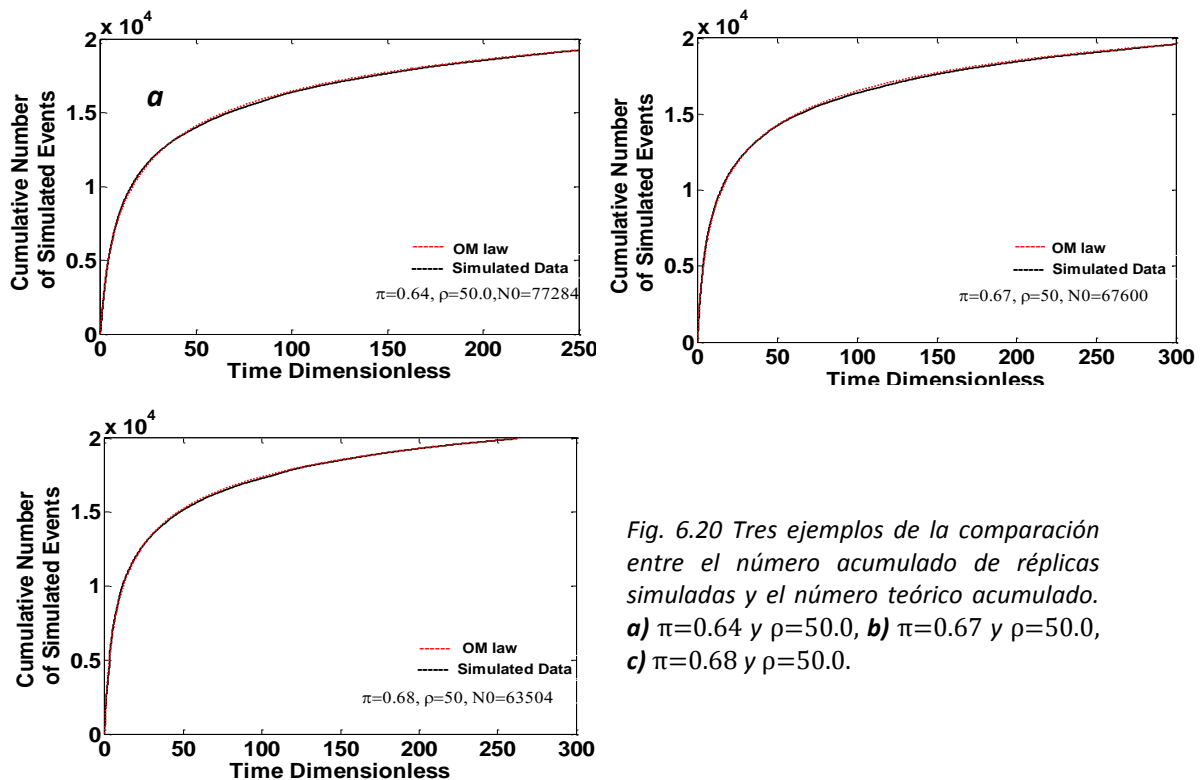 x 10^4
2
1.5
1
0.5
0
0 50 100 150 200 250
Cumulative Number
of Simulated Events
a
OM law
Simulated Data
π=0.64, ρ=50.0,N0=77284
Time Dimensionless
x 10^4
2
1.5
1
0.5
0
0 50 100 150 200 250 300
Cumulative Number
of Simulated Events
OM law
Simulated Data
π=0.67, ρ=50, N0=67600
Time Dimensionless
x 10^4
2
1.5
1
0.5
0
0 50 100 150 200 250 300
Cumulative Number
of Simulated Events
OM law
Simulated Data
π=0.68, ρ=50, N0=63504
Time Dimensionless
Fig. 6.20 Tres ejemplos de la comparación
entre el número acumulado de réplicas
simuladas y el número teórico acumulado.
a) π=0.64 y ρ=50.0, b) π=0.67 y ρ=50.0,
c) π=0.68 y ρ=50.0.